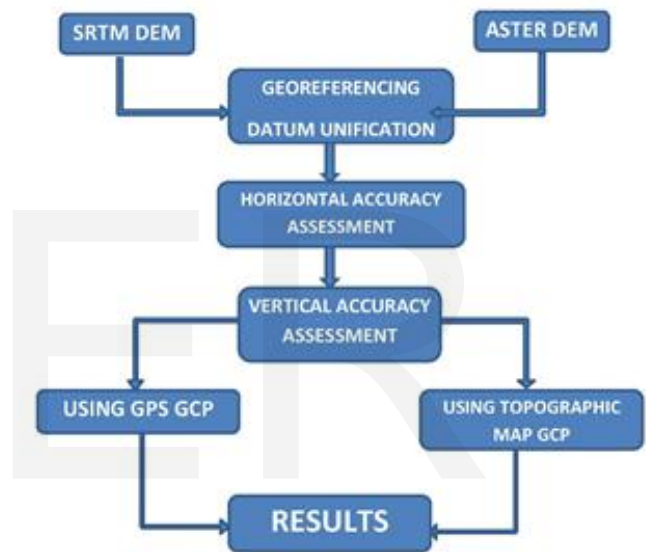 SRTM DEM
ASTER DEM
GEOREFERENCING
DATUM UNIFICATION
HORIZONTAL ACCURACY
ASSESSMENT
VERTICAL ACCURACY
ASSESSMENT
USING GPS GCP
USING TOPOGRAPHIC
MAP GCP
RESULTS
ER